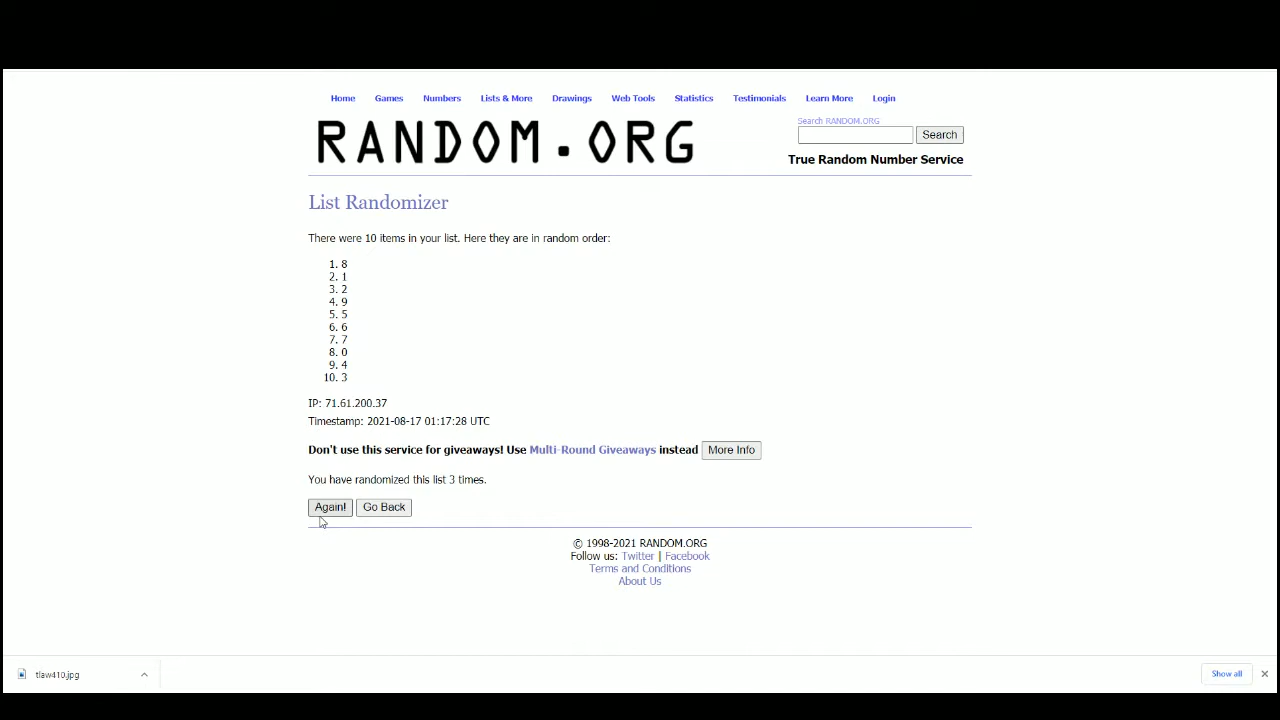 Home Games Numbers Lists & More Drawings Web Tools Statistics Testimonials Learn More Login
RANDOM.ORG
Search RANDOM.ORG
Search
True Random Number Service
List Randomizer
There were 10 items in your list. Here they are in random order:
1. 8
2. 1
3. 2
4. 9
5. 5
6. 6
7. 7
8. 0
9. 4
10. 3
IP: 71.61.200.37
Timestamp: 2021-08-17 01:17:28 UTC
Don't use this service for giveaways! Use Multi-Round Giveaways instead More Info
You have randomized this list 3 times.
Again! Go Back
© 1998-2021 RANDOM.ORG
Follow us: Twitter | Facebook
Terms and Conditions
About Us
tlaw410.jpg Show all